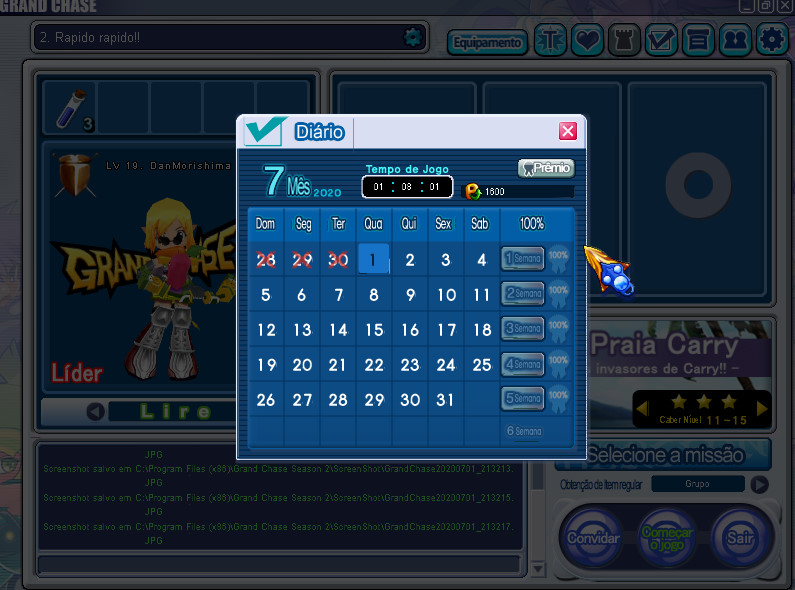 GRAND CHASE
2. Rapido rapido!!
Equipamento
3
Lv 19. DanMorishima
GRAND CHASE
Líder
Lire
Diário
7 Mês 2020
Tempo de Jogo
01 : 08 : 01
Prêmio
1600
Dom Seg Ter Qua Qui Sex Sab 100%
28 29 30 1 2 3 4 1 Semana 100%
5 6 7 8 9 10 11 2 Semana 100%
12 13 14 15 16 17 18 3 Semana 100%
19 20 21 22 23 24 25 4 Semana 100%
26 27 28 29 30 31 5 Semana 100%
6 Semana
Praia Carry
invasores de Carry!! –
Caber Nível 11~15
Selecione a missão
Obtenção de Item regular Grupo
Convidar
Começar o jogo
Sair
JPG
Screenshot salvo em C:\Program Files (x86)\Grand Chase Season 2\ScreenShot\GrandChase20200701_213213.
JPG
Screenshot salvo em C:\Program Files (x86)\Grand Chase Season 2\ScreenShot\GrandChase20200701_213215.
JPG
Screenshot salvo em C:\Program Files (x86)\Grand Chase Season 2\ScreenShot\GrandChase20200701_213217.
JPG